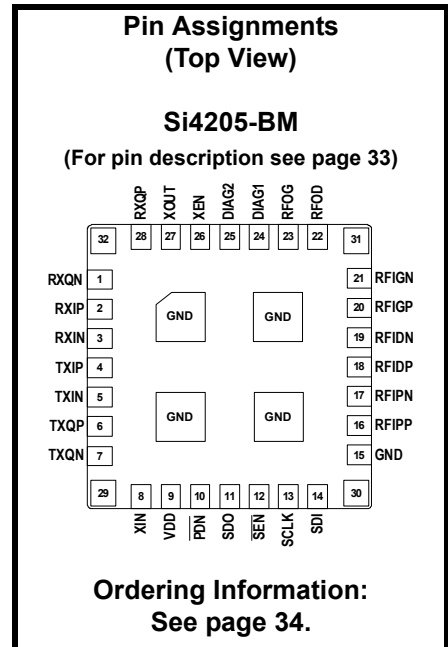 Pin Assignments
(Top View)
Si4205-BM
(For pin description see page 33)
RXQP XOUT XEN DIAG2 DIAG1 RFOG RFOD
32 28 27 26 25 24 23 22 31
RXQN 1 21 RFIGN
RXIP 2 20 RFIGP
RXIN 3 GND GND 19 RFIDN
TXIP 4 18 RFIDP
TXIN 5 17 RFIPN
TXQP 6 GND GND 16 RFIPP
TXQN 7 15 GND
29 8 9 10 11 12 13 14 30
XIN VDD PDN SDO SEN SCLK SDI
Ordering Information:
See page 34.